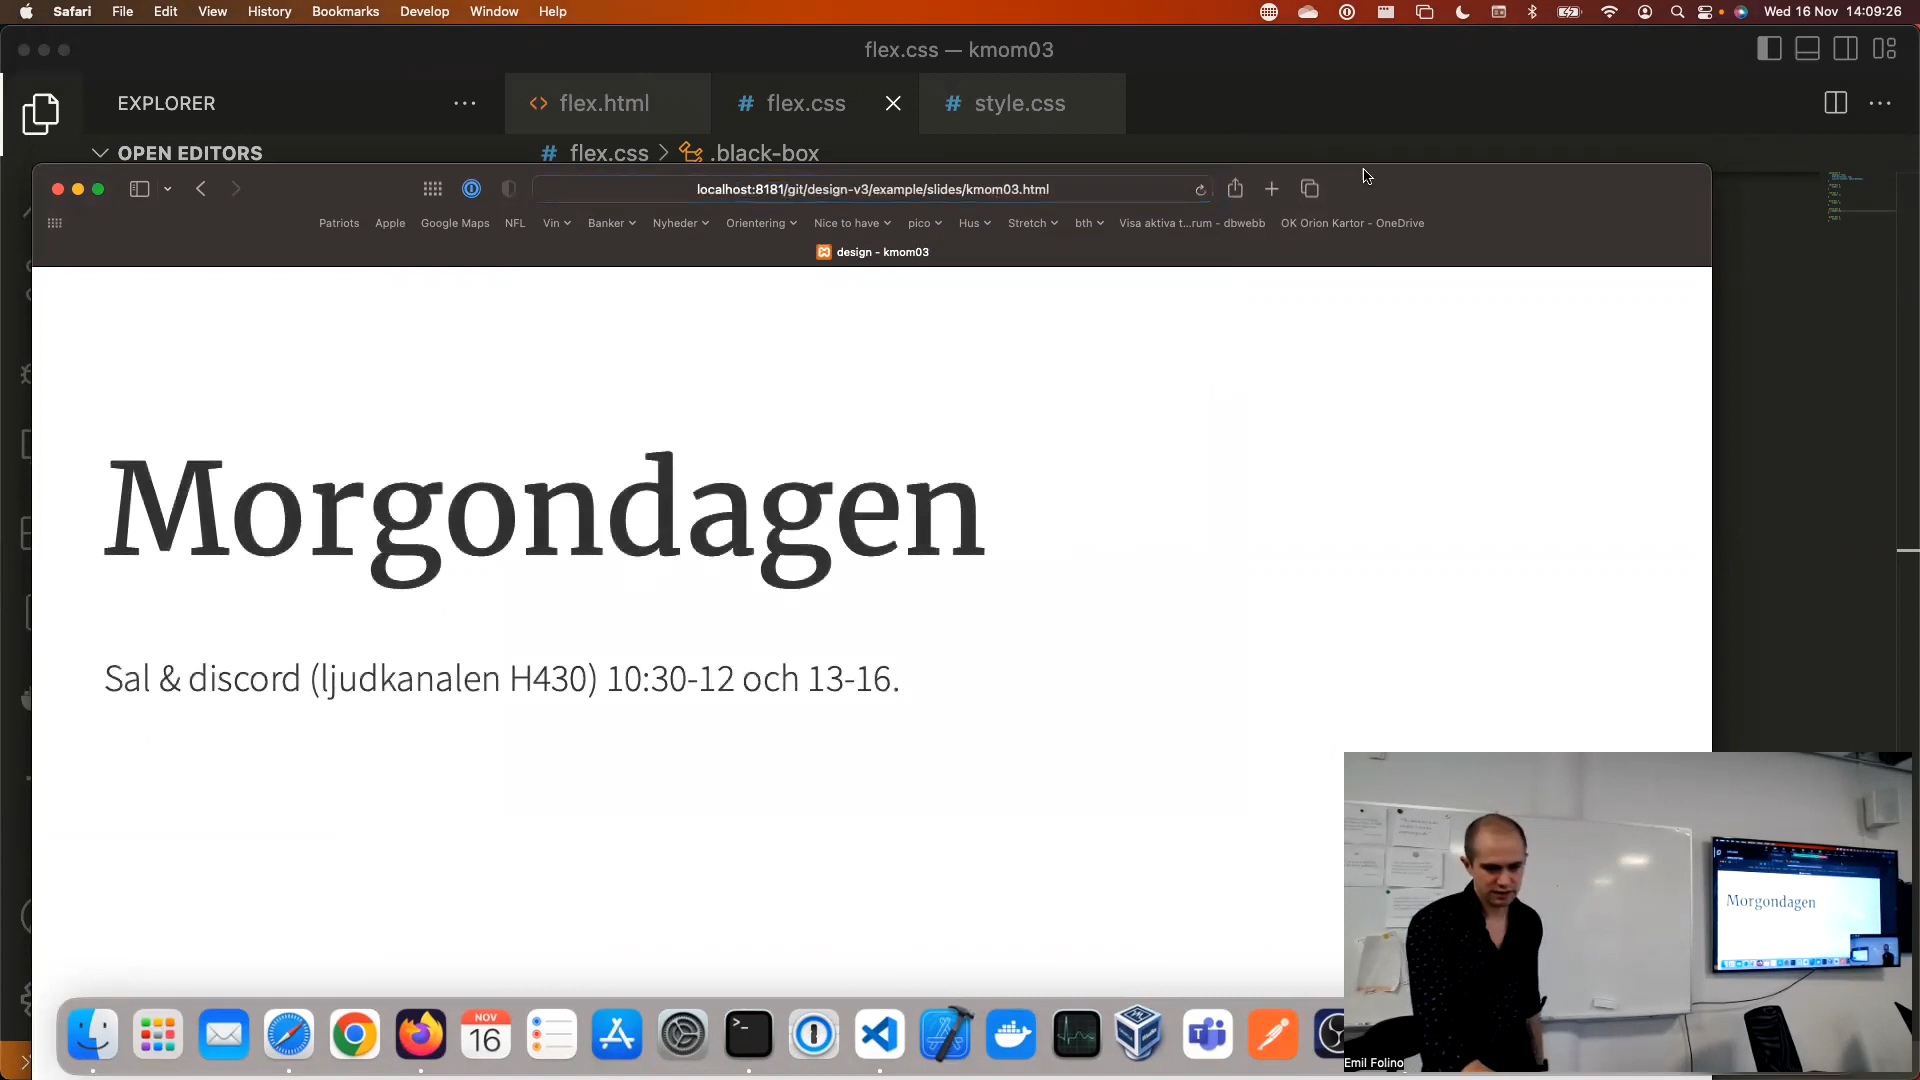 Safari File Edit View History Bookmarks Develop Window Help Wed 16 Nov 14:09:26
flex.css — kmom03
EXPLORER ··· flex.html # flex.css # style.css ···
OPEN EDITORS # flex.css > .black-box
localhost:8181/git/design-v3/example/slides/kmom03.html
Patriots Apple Google Maps NFL Vin Banker Nyheder Orientering Nice to have pico Hus Stretch bth Visa aktiva t...rum - dbwebb OK Orion Kartor - OneDrive
design - kmom03
Morgondagen
Sal & discord (ljudkanalen H430) 10:30-12 och 13-16.
Morgondagen
NOV
16
Emil Folino